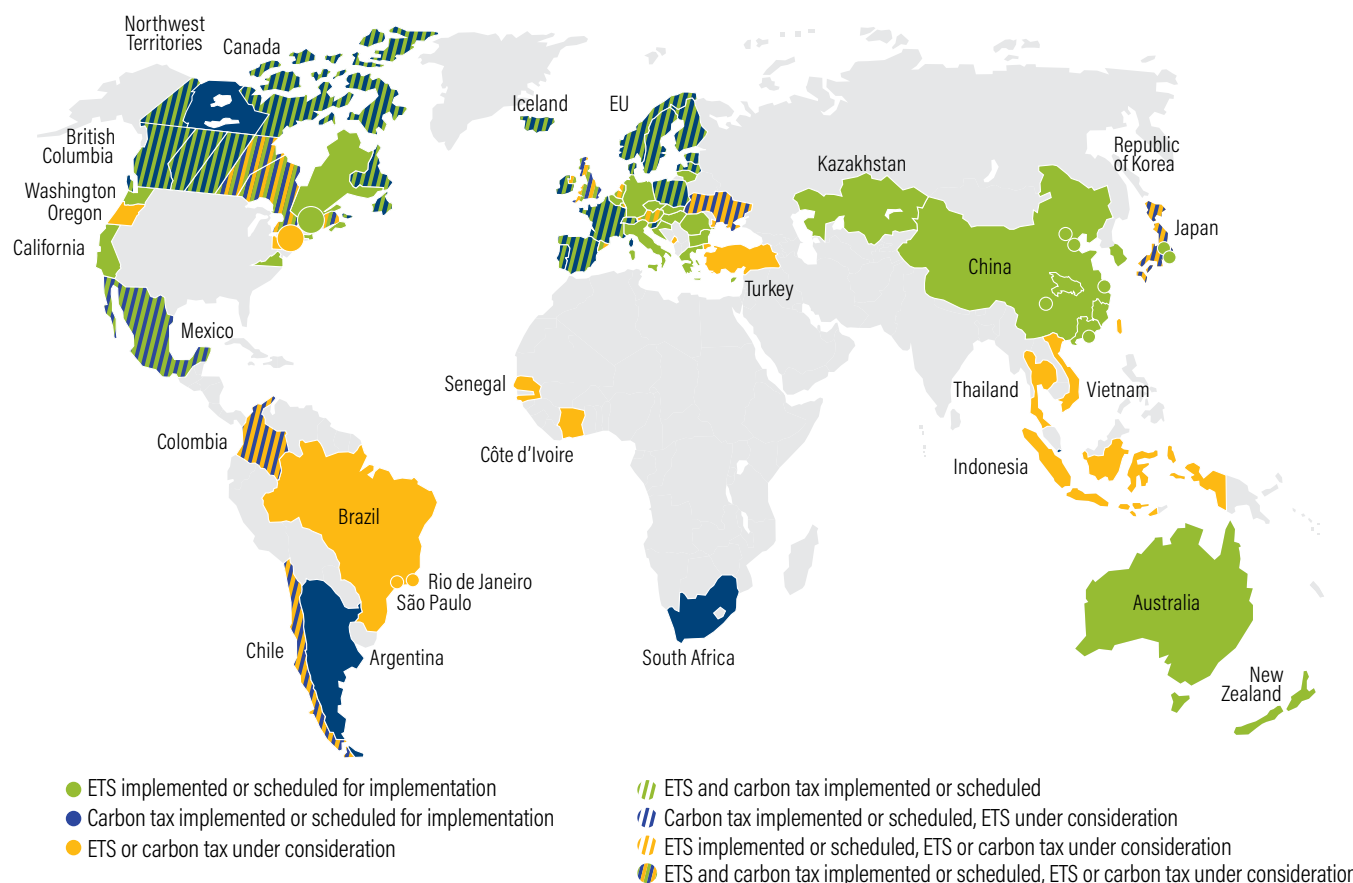 Northwest
Territories
Canada
Iceland
EU
British
Columbia
Washington
Oregon
California
Kazakhstan
Republic
of Korea
Japan
China
Turkey
Mexico
Senegal
Thailand
Vietnam
Colombia
Côte d’Ivoire
Indonesia
Brazil
Rio de Janeiro
São Paulo
Australia
Chile
Argentina
South Africa
New
Zealand
ETS implemented or scheduled for implementation
Carbon tax implemented or scheduled for implementation
ETS or carbon tax under consideration
ETS and carbon tax implemented or scheduled
Carbon tax implemented or scheduled, ETS under consideration
ETS implemented or scheduled, ETS or carbon tax under consideration
ETS and carbon tax implemented or scheduled, ETS or carbon tax under consideration